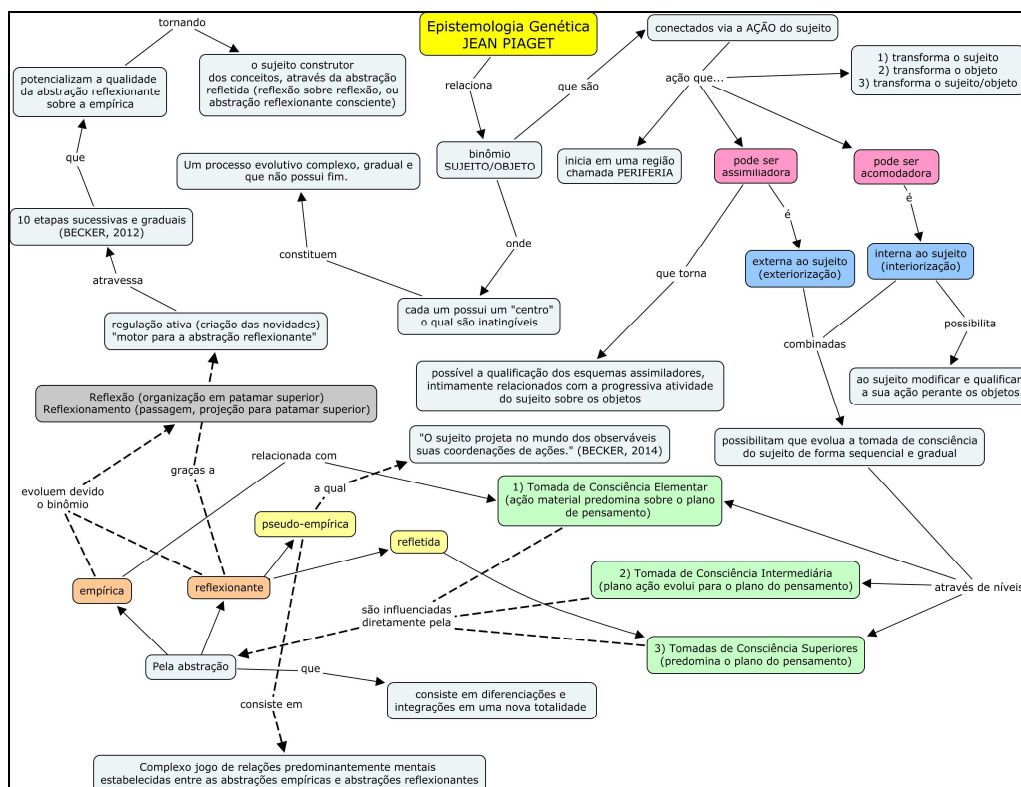 Epistemologia Genética
JEAN PIAGET
tornando
conectados via a AÇÃO do sujeito
o sujeito construtor
dos conceitos, através da abstração
refletida (reflexão sobre reflexão, ou
abstração reflexionante consciente)
potencializam a qualidade
da abstração reflexionante
sobre a empírica
relaciona
que são
ação que...
1) transforma o sujeito
2) transforma o objeto
3) transforma o sujeito/objeto
que
Um processo evolutivo complexo, gradual e
que não possui fim.
binômio
SUJEITO/OBJETO
inicia em uma região
chamada PERIFERIA
pode ser
assimiliadora
pode ser
acomodadora
10 etapas sucessivas e graduais
(BECKER, 2012)
é
é
constituem
onde
que torna
externa ao sujeito
(exteriorização)
interna ao sujeito
(interiorização)
atravessa
cada um possui um "centro"
o qual são inatingíveis
regulação ativa (criação das novidades)
"motor para a abstração reflexionante"
combinadas
possibilita
possível a qualificação dos esquemas assimiladores,
intimamente relacionados com a progressiva atividade
do sujeito sobre os objetos
ao sujeito modificar e qualificar
a sua ação perante os objetos
Reflexão (organização em patamar superior)
Reflexionamento (passagem, projeção para patamar superior)
"O sujeito projeta no mundo dos observáveis
suas coordenações de ações." (BECKER, 2014)
possibilitam que evolua a tomada de consciência
do sujeito de forma sequencial e gradual
relacionada com
graças a
evoluem devido
o binômio
a qual
1) Tomada de Consciência Elementar
(ação material predomina sobre o plano
de pensamento)
pseudo-empírica
refletida
empírica
reflexionante
2) Tomada de Consciência Intermediária
(plano ação evolui para o plano do pensamento)
através de níveis
são influenciadas
diretamente pela
3) Tomadas de Consciência Superiores
(predomina o plano do pensamento)
Pela abstração
que
consiste em diferenciações e
integrações em uma nova totalidade
consiste em
Complexo jogo de relações predominantemente mentais
estabelecidas entre as abstrações empíricas e abstrações reflexionantes